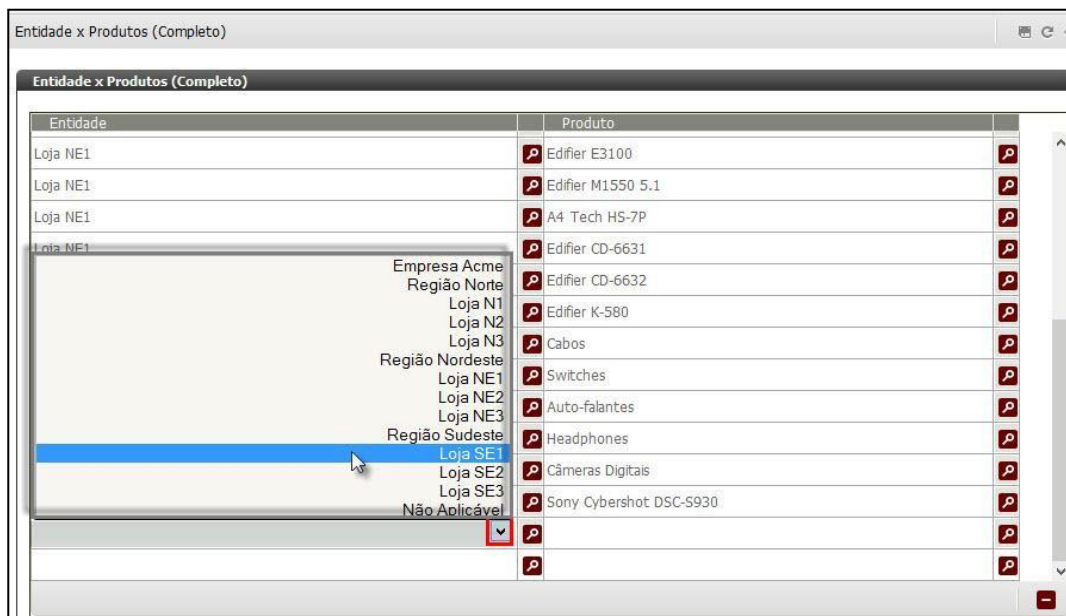 Entidade x Produtos (Completo)
Entidade x Produtos (Completo)
Entidade Produto
Loja NE1 Edifier E3100
Loja NE1 Edifier M1550 5.1
Loja NE1 A4 Tech HS-7P
Loja NE1 Edifier CD-6631
Empresa Acme
Região Norte Edifier CD-6632
Loja N1
Loja N2 Edifier K-580
Loja N3 Cabos
Região Nordeste
Loja NE1 Switches
Loja NE2
Loja NE3 Auto-falantes
Região Sudeste Headphones
Loja SE1
Loja SE2 Câmeras Digitais
Loja SE3
Não Aplicável Sony Cybershot DSC-S930